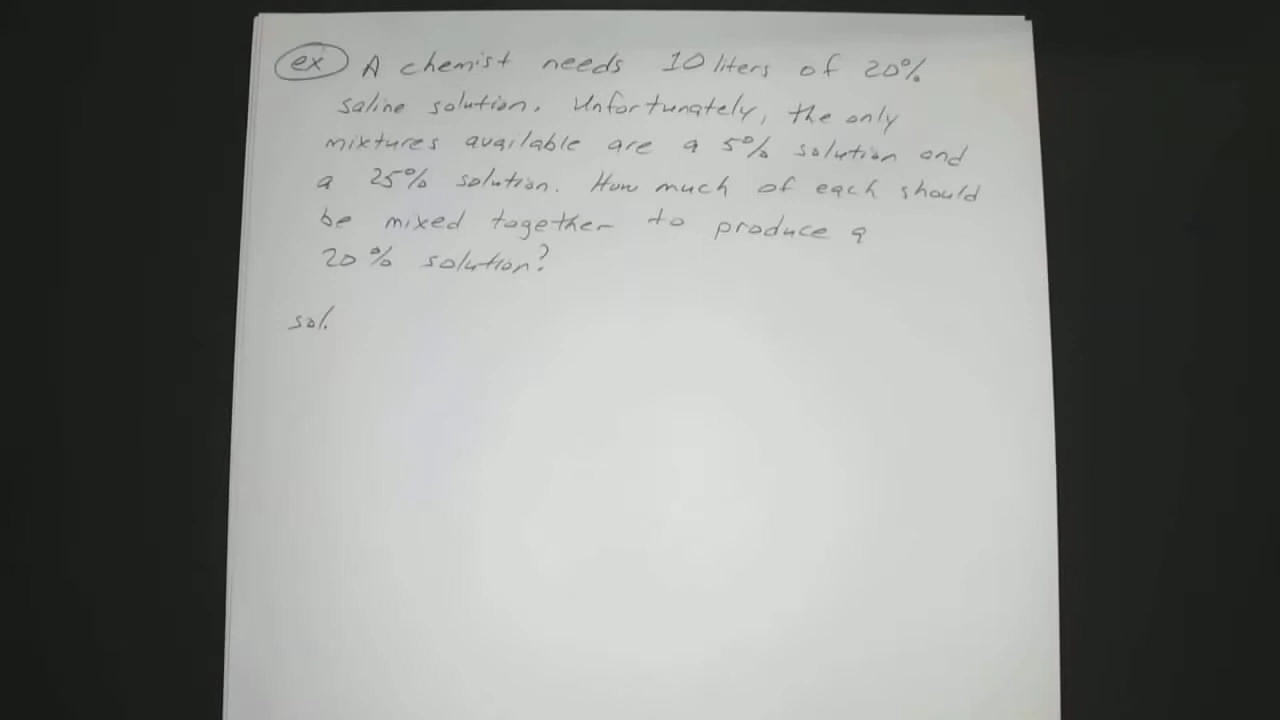 ex A chemist needs 10 liters of 20%
saline solution. Unfortunately, the only
mixtures available are a 5% solution and
a 25% solution. How much of each should
be mixed together to produce a
20% solution?
sol.